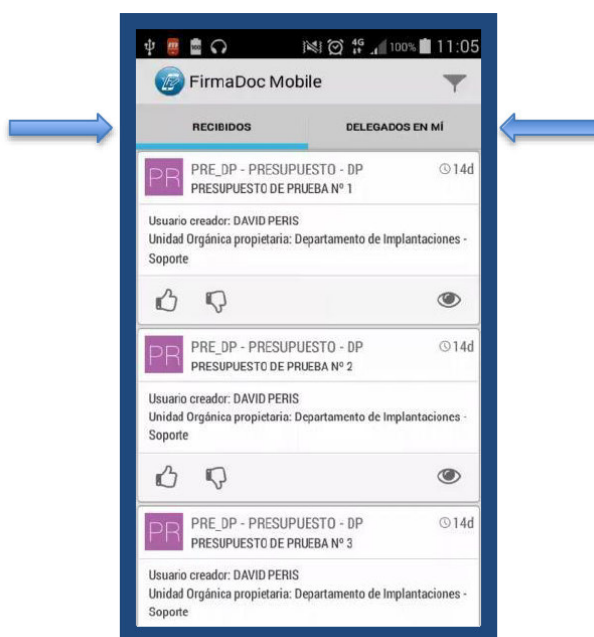 4G 100% 11:05
FirmaDoc Mobile
RECIBIDOS DELEGADOS EN MÍ
PR PRE_DP - PRESUPUESTO - DP 14d
PRESUPUESTO DE PRUEBA Nº 1
Usuario creador: DAVID PERIS
Unidad Orgánica propietaria: Departamento de Implantaciones -
Soporte
PR PRE_DP - PRESUPUESTO - DP 14d
PRESUPUESTO DE PRUEBA Nº 2
Usuario creador: DAVID PERIS
Unidad Orgánica propietaria: Departamento de Implantaciones -
Soporte
PR PRE_DP - PRESUPUESTO - DP 14d
PRESUPUESTO DE PRUEBA Nº 3
Usuario creador: DAVID PERIS
Unidad Orgánica propietaria: Departamento de Implantaciones -
Soporte